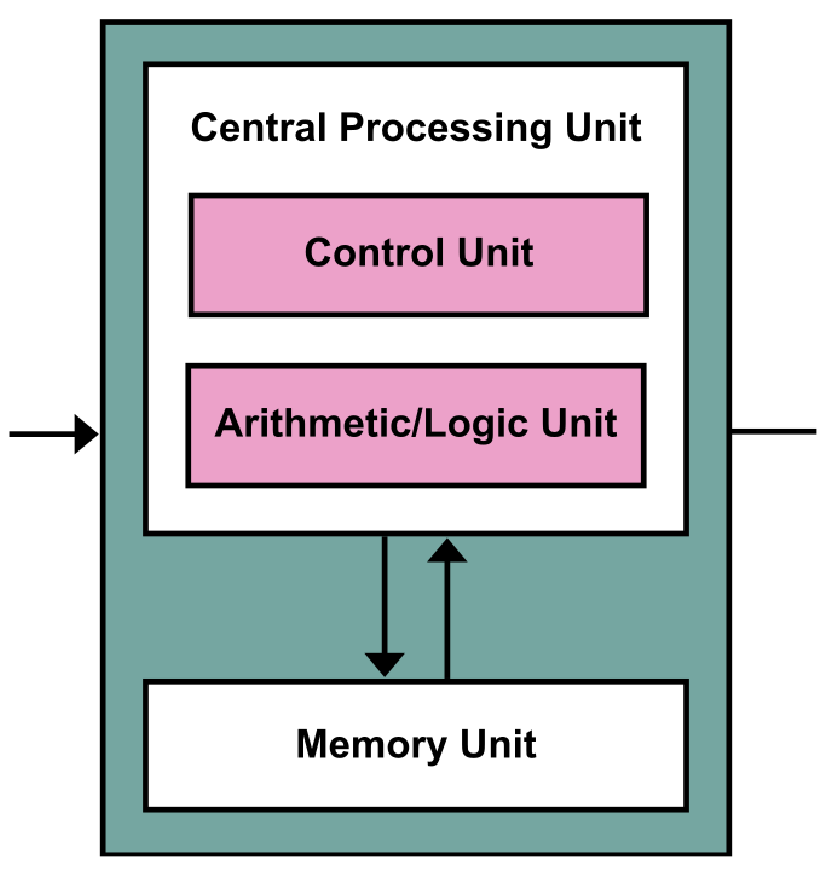 Central Processing Unit
Control Unit
Arithmetic/Logic Unit
Memory Unit